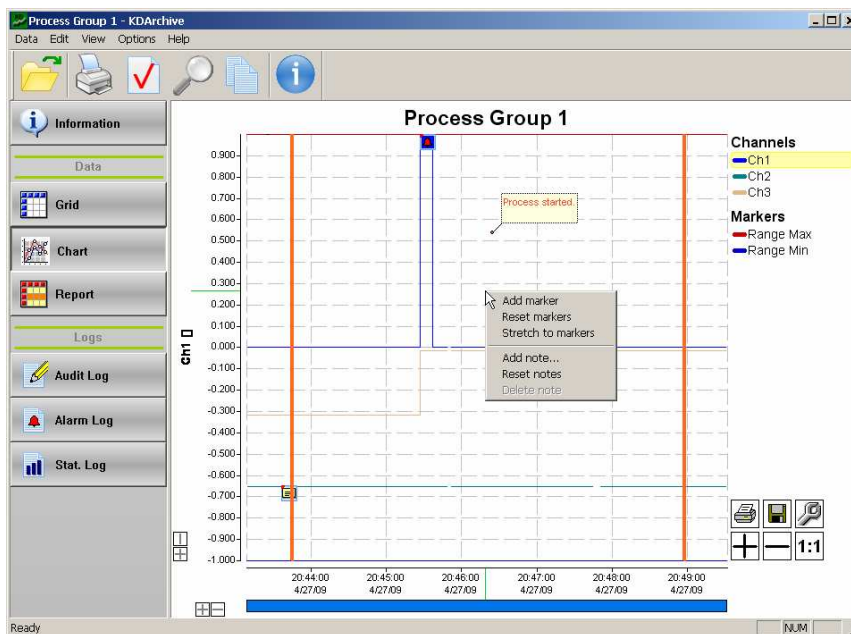 Process Group 1 - KDArchive
Data Edit View Options Help
Information
Data
Grid
Chart
Report
Logs
Audit Log
Alarm Log
Stat. Log
Process Group 1
0.900
0.800
0.700
0.600
0.500
0.400
0.300
0.200
0.100
0.000
-0.100
-0.200
-0.300
-0.400
-0.500
-0.600
-0.700
-0.800
-0.900
-1.000
Ch1 []
Process started.
Add marker
Reset markers
Stretch to markers
Add note...
Reset notes
Delete note
20:44:00 20:45:00 20:46:00 20:47:00 20:48:00 20:49:00
4/27/09 4/27/09 4/27/09 4/27/09 4/27/09 4/27/09
Channels
Ch1
Ch2
Ch3
Markers
Range Max
Range Min
1:1
Ready
NUM